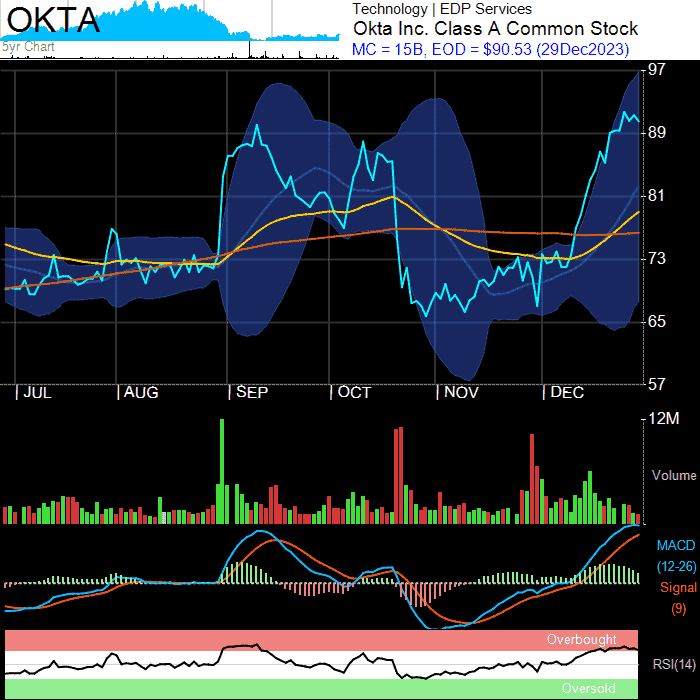 OKTA
5yr Chart
Technology | EDP Services
Okta Inc. Class A Common Stock
MC = 15B, EOD = $90.53 (29Dec2023)
97
89
81
73
65
57
| JUL | AUG | SEP | OCT | NOV | DEC
12M
Volume
MACD
(12-26)
Signal
(9)
Overbought
RSI(14)
Oversold